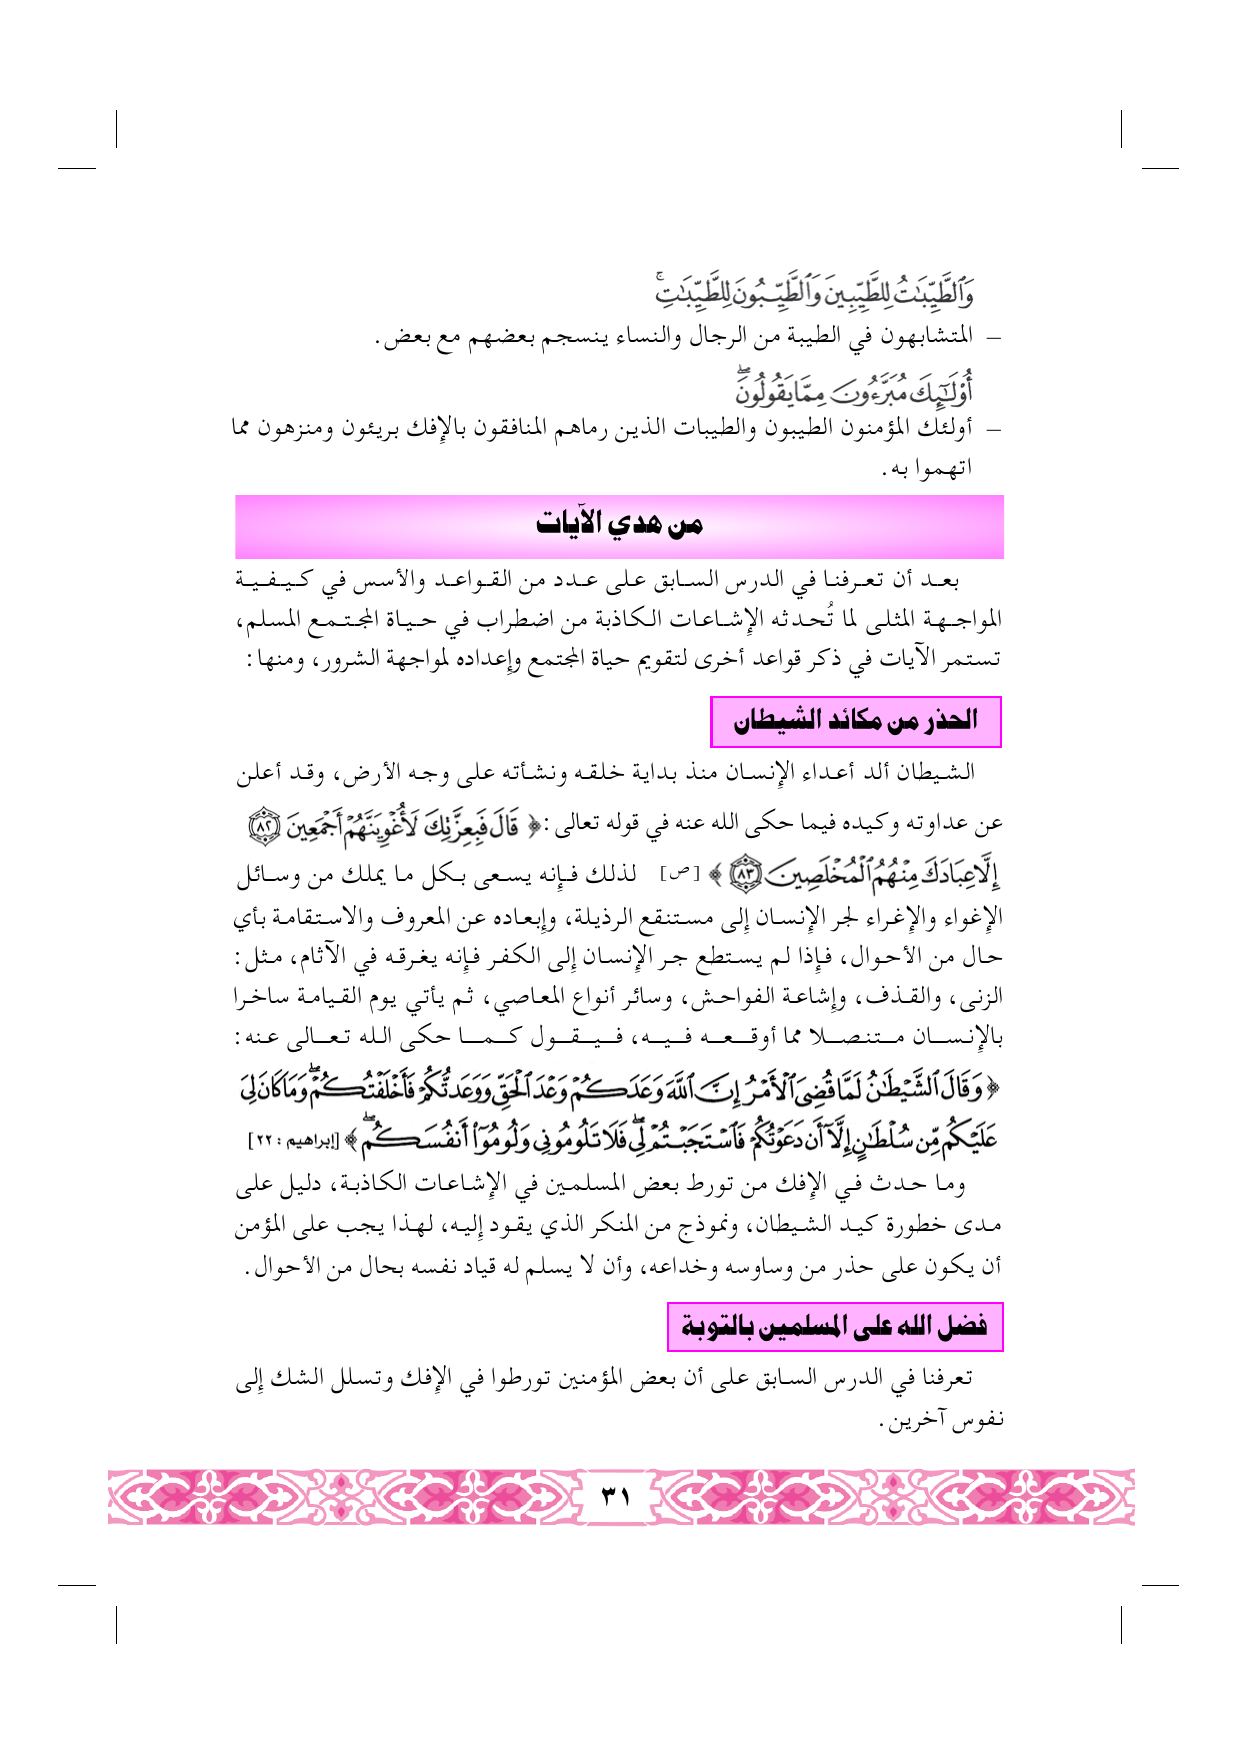 وَٱلطَّيِّبَـٰتُ لِلطَّيِّبِينَ وَٱلطَّيِّبُونَ لِلطَّيِّبَـٰتِ ۚ
– المتشابهون في الطيبة من الرجال والنساء ينسجم بعضهم مع بعض.
أُوْلَـٰٓئِكَ مُبَرَّءُونَ مِمَّا يَقُولُونَ ۖ
– أولئك المؤمنون الطيبون والطيبات الذين رماهم المنافقون بالإفك بريئون ومنزهون مما
اتهموا به.
من هدي الآيات
بعد أن تعرفنا في الدرس السابق على عدد من القواعد والأسس في كيفية
المواجهة المثلى لما تُحدثه الإشاعات الكاذبة من اضطراب في حياة المجتمع المسلم،
تستمر الآيات في ذكر قواعد أخرى لتقويم حياة المجتمع وإعداده لمواجهة الشرور، ومنها:
الحذر من مكائد الشيطان
الشيطان ألد أعداء الإنسان منذ بداية خلقه ونشأته على وجه الأرض، وقد أعلن
عن عداوته وكيده فيما حكى الله عنه في قوله تعالى: ﴿ قَالَ فَبِعِزَّتِكَ لَأُغْوِيَنَّهُمْ أَجْمَعِينَ ٨٢
إِلَّا عِبَادَكَ مِنْهُمُ ٱلْمُخْلَصِينَ ٨٣ ﴾ [ص] لذلك فإنه يسعى بكل ما يملك من وسائل
الإغواء والإغراء لجر الإنسان إلى مستنقع الرذيلة، وإبعاده عن المعروف والاستقامة بأي
حال من الأحوال، فإذا لم يستطع جر الإنسان إلى الكفر فإنه يغرقه في الآثام، مثل:
الزنى، والقذف، وإشاعة الفواحش، وسائر أنواع المعاصي، ثم يأتي يوم القيامة ساخرا
بالإنسان متنصلا مما أوقعه فيه، فيقول كما حكى الله تعالى عنه:
﴿ وَقَالَ ٱلشَّيْطَـٰنُ لَمَّا قُضِىَ ٱلْأَمْرُ إِنَّ ٱللَّهَ وَعَدَكُمْ وَعْدَ ٱلْحَقِّ وَوَعَدتُّكُمْ فَأَخْلَفْتُكُمْ ۖ وَمَا كَانَ لِىَ
عَلَيْكُم مِّن سُلْطَـٰنٍ إِلَّآ أَن دَعَوْتُكُمْ فَٱسْتَجَبْتُمْ لِى ۖ فَلَا تَلُومُونِى وَلُومُوٓا۟ أَنفُسَكُم ۖ ﴾ [إبراهيم : ٢٢]
وما حدث في الإفك من تورط بعض المسلمين في الإشاعات الكاذبة، دليل على
مدى خطورة كيد الشيطان، ونموذج من المنكر الذي يقود إليه، لهذا يجب على المؤمن
أن يكون على حذر من وساوسه وخداعه، وأن لا يسلم له قياد نفسه بحال من الأحوال.
فضل الله على المسلمين بالتوبة
تعرفنا في الدرس السابق على أن بعض المؤمنين تورطوا في الإفك وتسلل الشك إلى
نفوس آخرين.
٣١